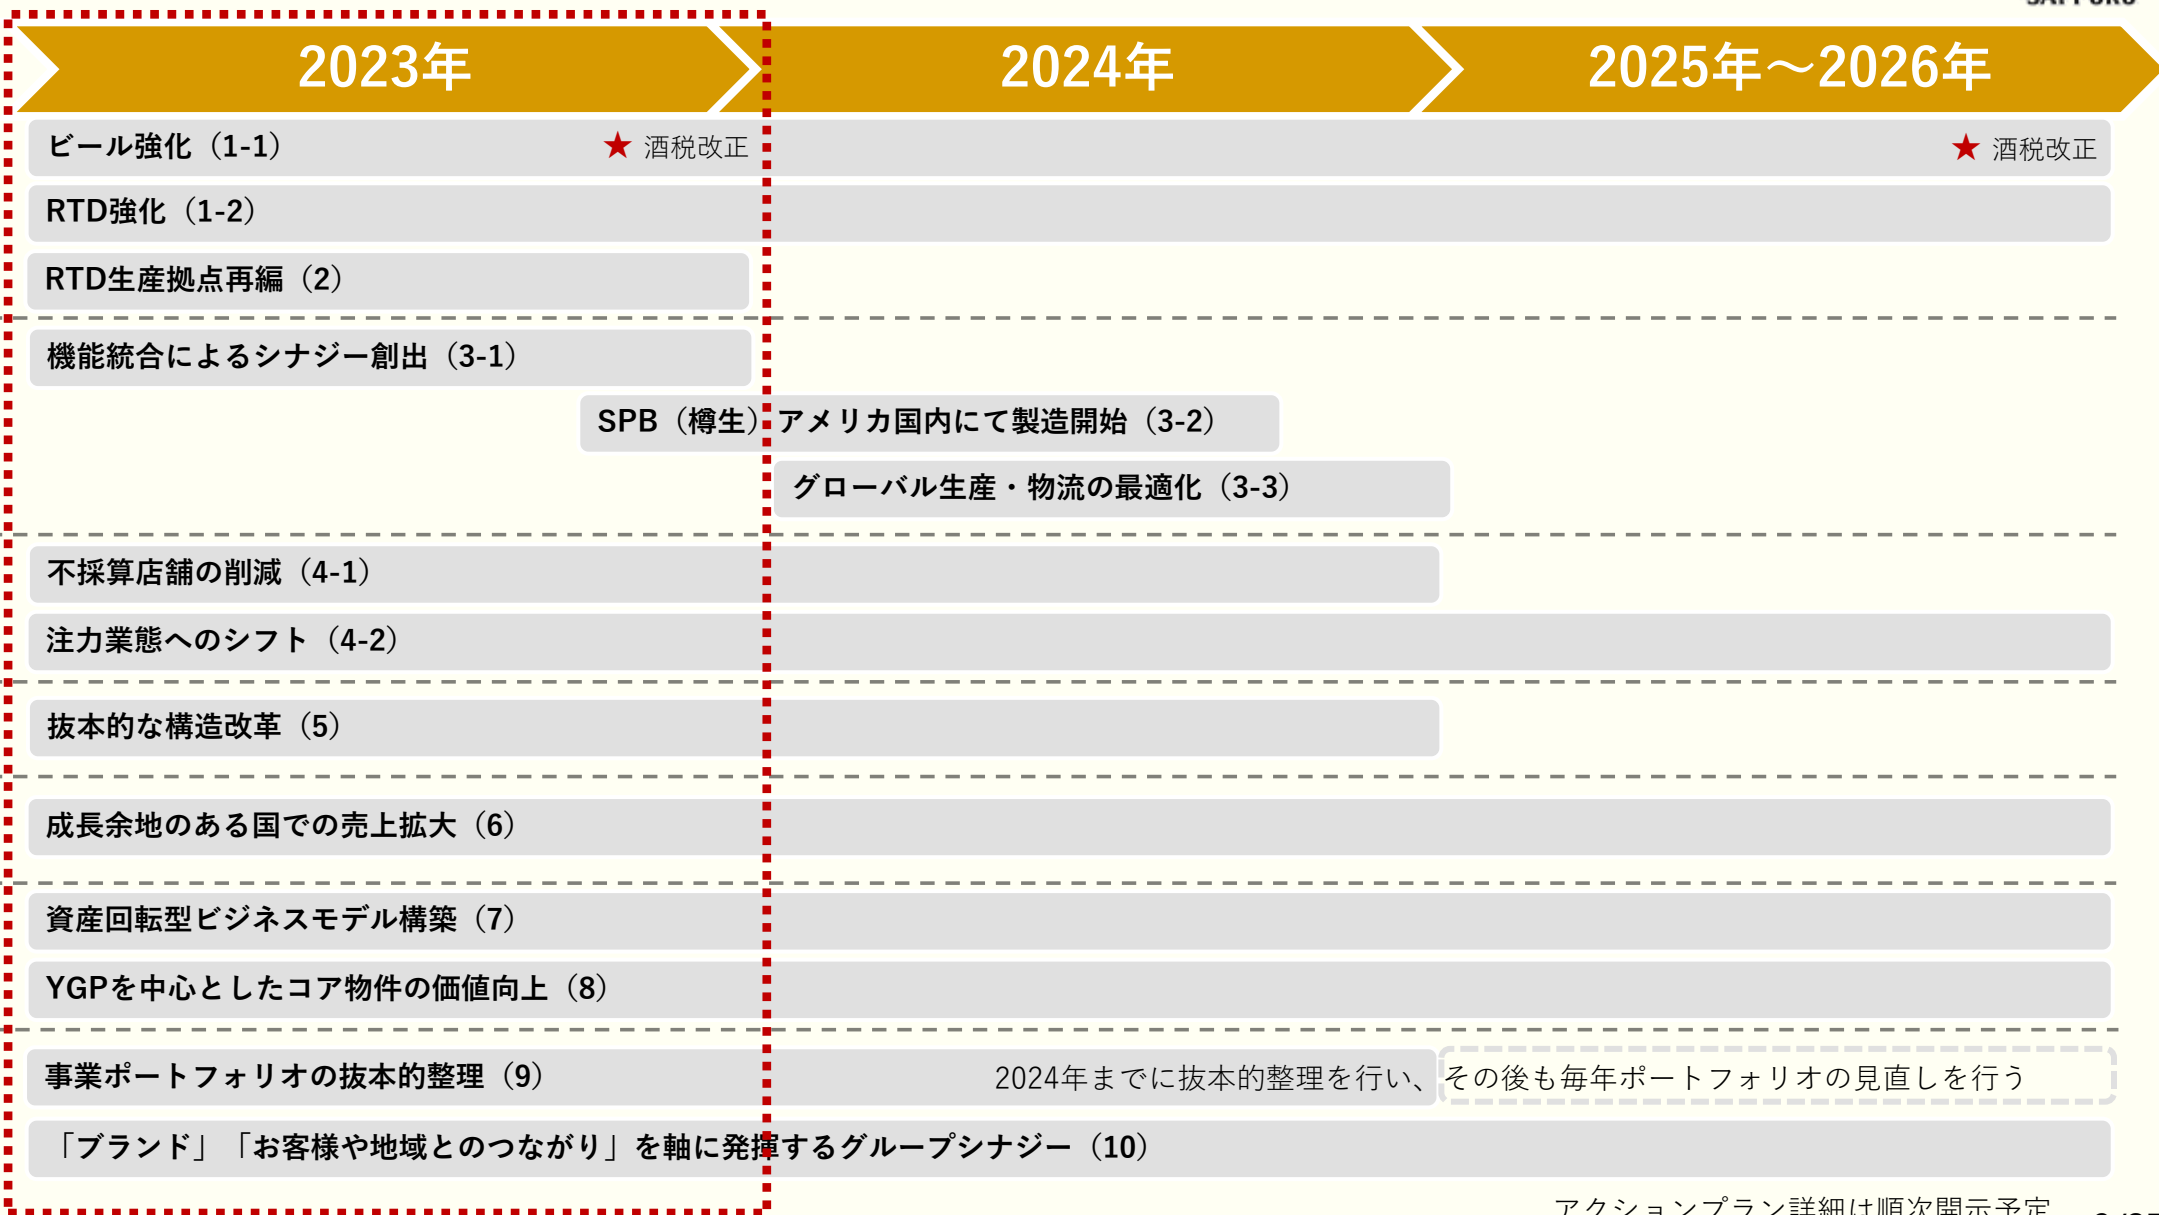 SAPPORO
2023年
2024年
2025年～2026年
ビール強化（1-1）
★ 酒税改正
★ 酒税改正
RTD強化（1-2）
RTD生産拠点再編（2）
機能統合によるシナジー創出（3-1）
SPB（樽生）アメリカ国内にて製造開始（3-2）
グローバル生産・物流の最適化（3-3）
不採算店舗の削減（4-1）
注力業態へのシフト（4-2）
抜本的な構造改革（5）
成長余地のある国での売上拡大（6）
資産回転型ビジネスモデル構築（7）
YGPを中心としたコア物件の価値向上（8）
事業ポートフォリオの抜本的整理（9）
2024年までに抜本的整理を行い、その後も毎年ポートフォリオの見直しを行う
「ブランド」「お客様や地域とのつながり」を軸に発揮するグループシナジー（10）
アクションプラン詳細は順次開示予定